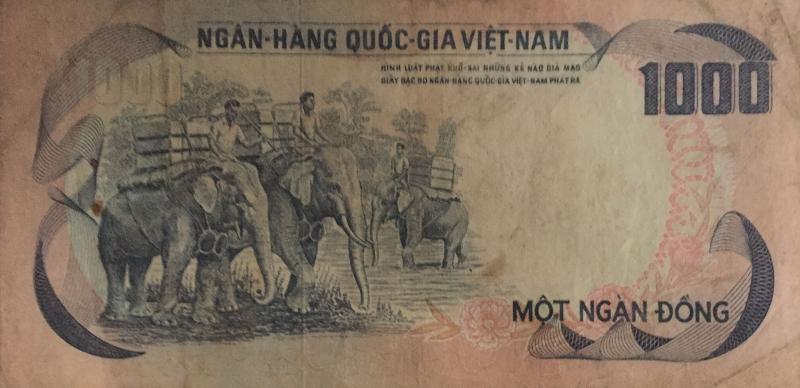 NGÂN-HÀNG QUỐC-GIA VIỆT-NAM
HÌNH LUẬT PHẠT KHỔ-SAI NHỮNG KẺ NÀO GIẢ MẠO
GIẤY BẠC DO NGÂN-HÀNG QUỐC-GIA VIỆT-NAM PHÁT RA
1000
1000
MỘT NGÀN ĐỒNG